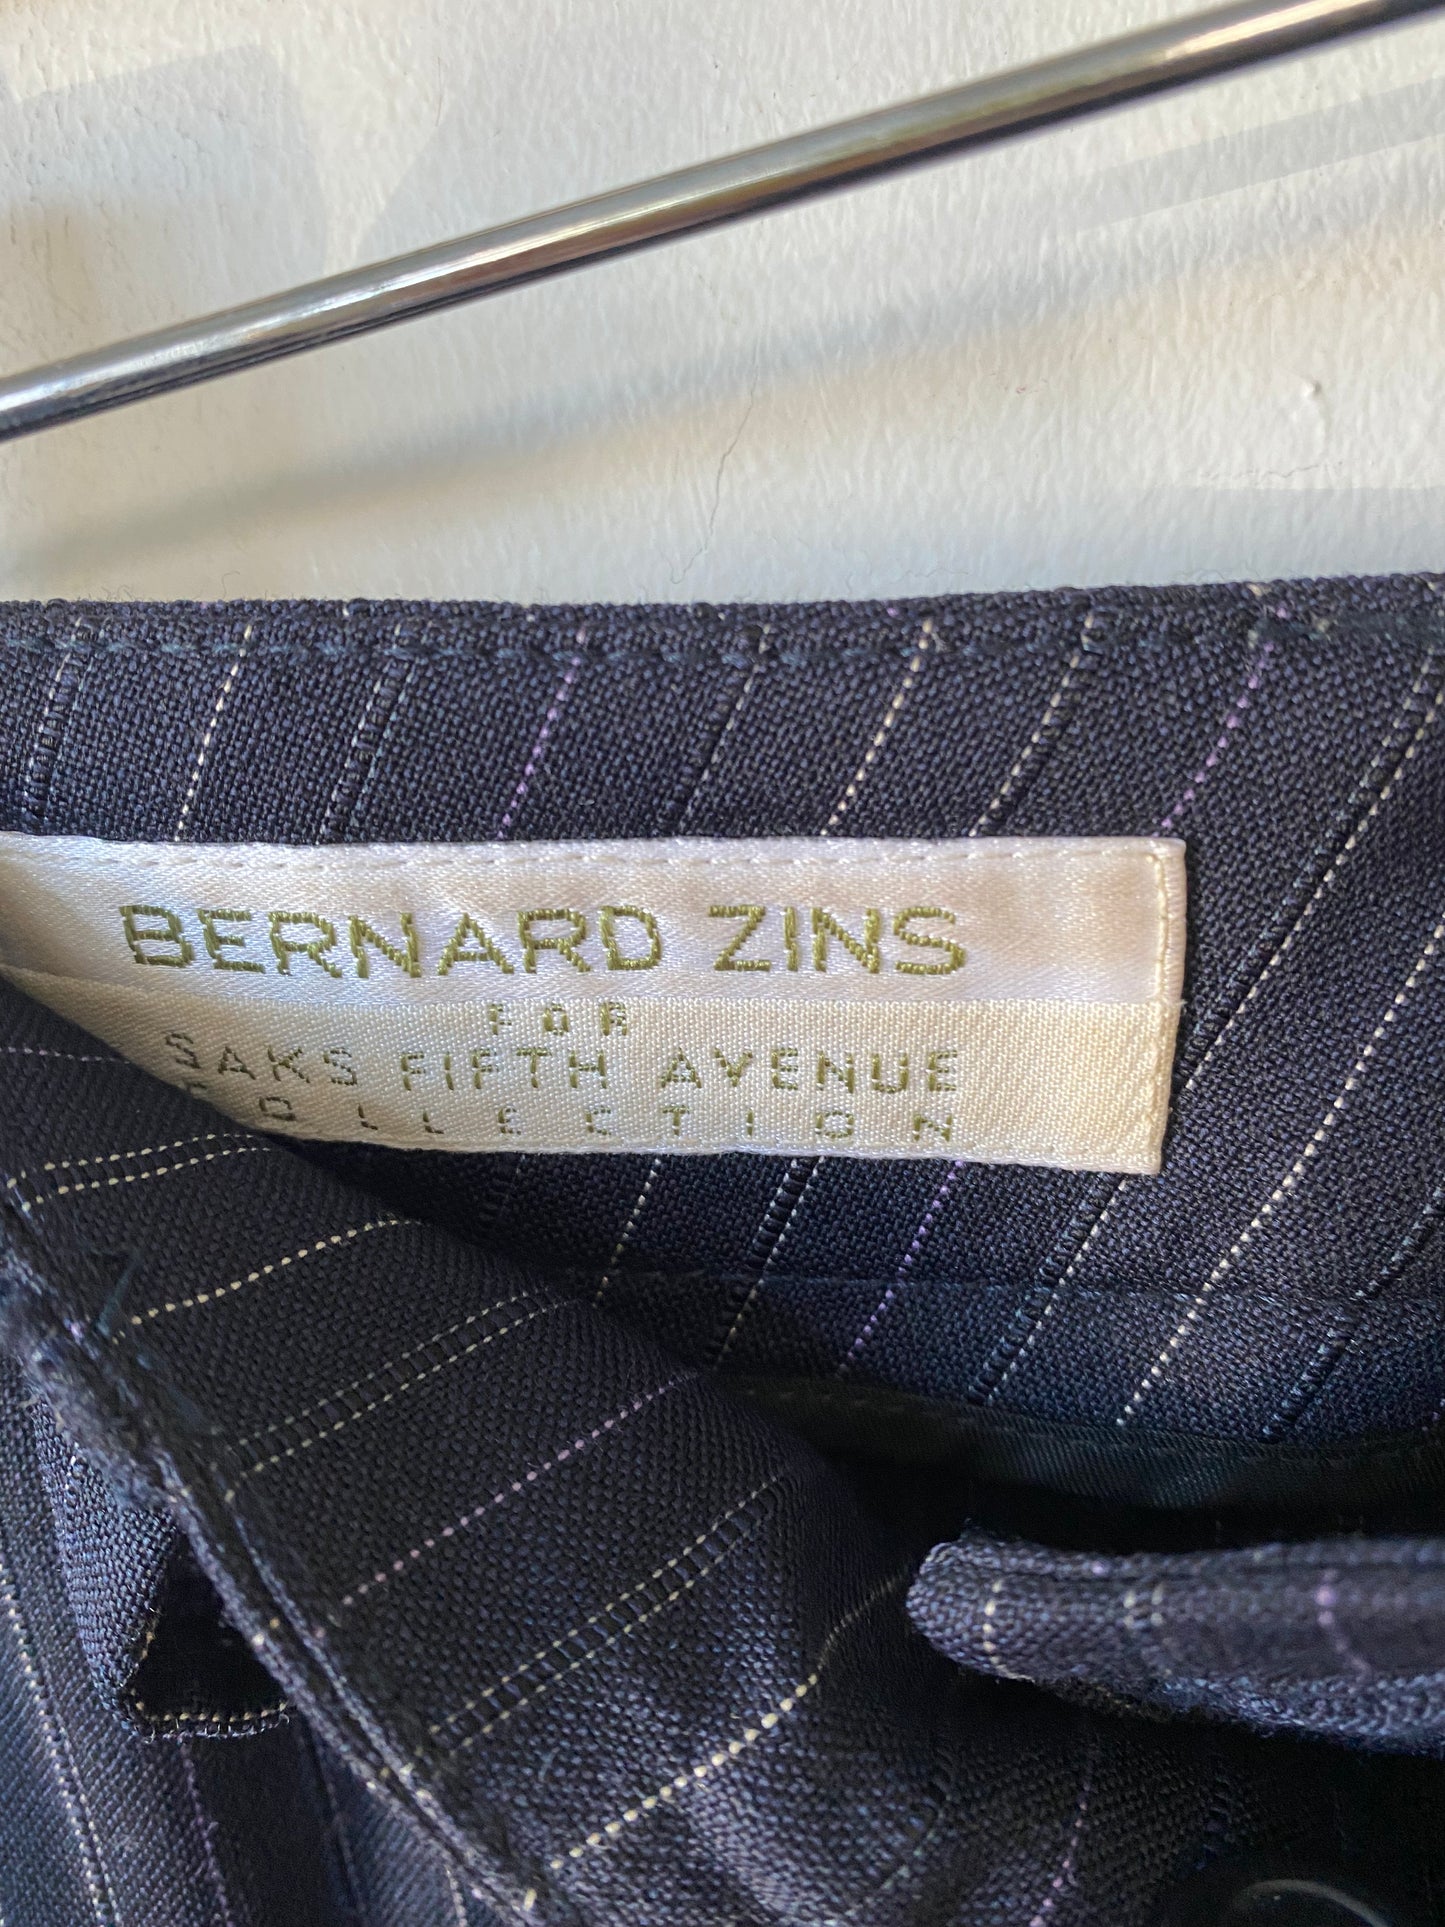 BERNARD ZINS
FOR
SAKS FIFTH AVENUE
COLLECTION